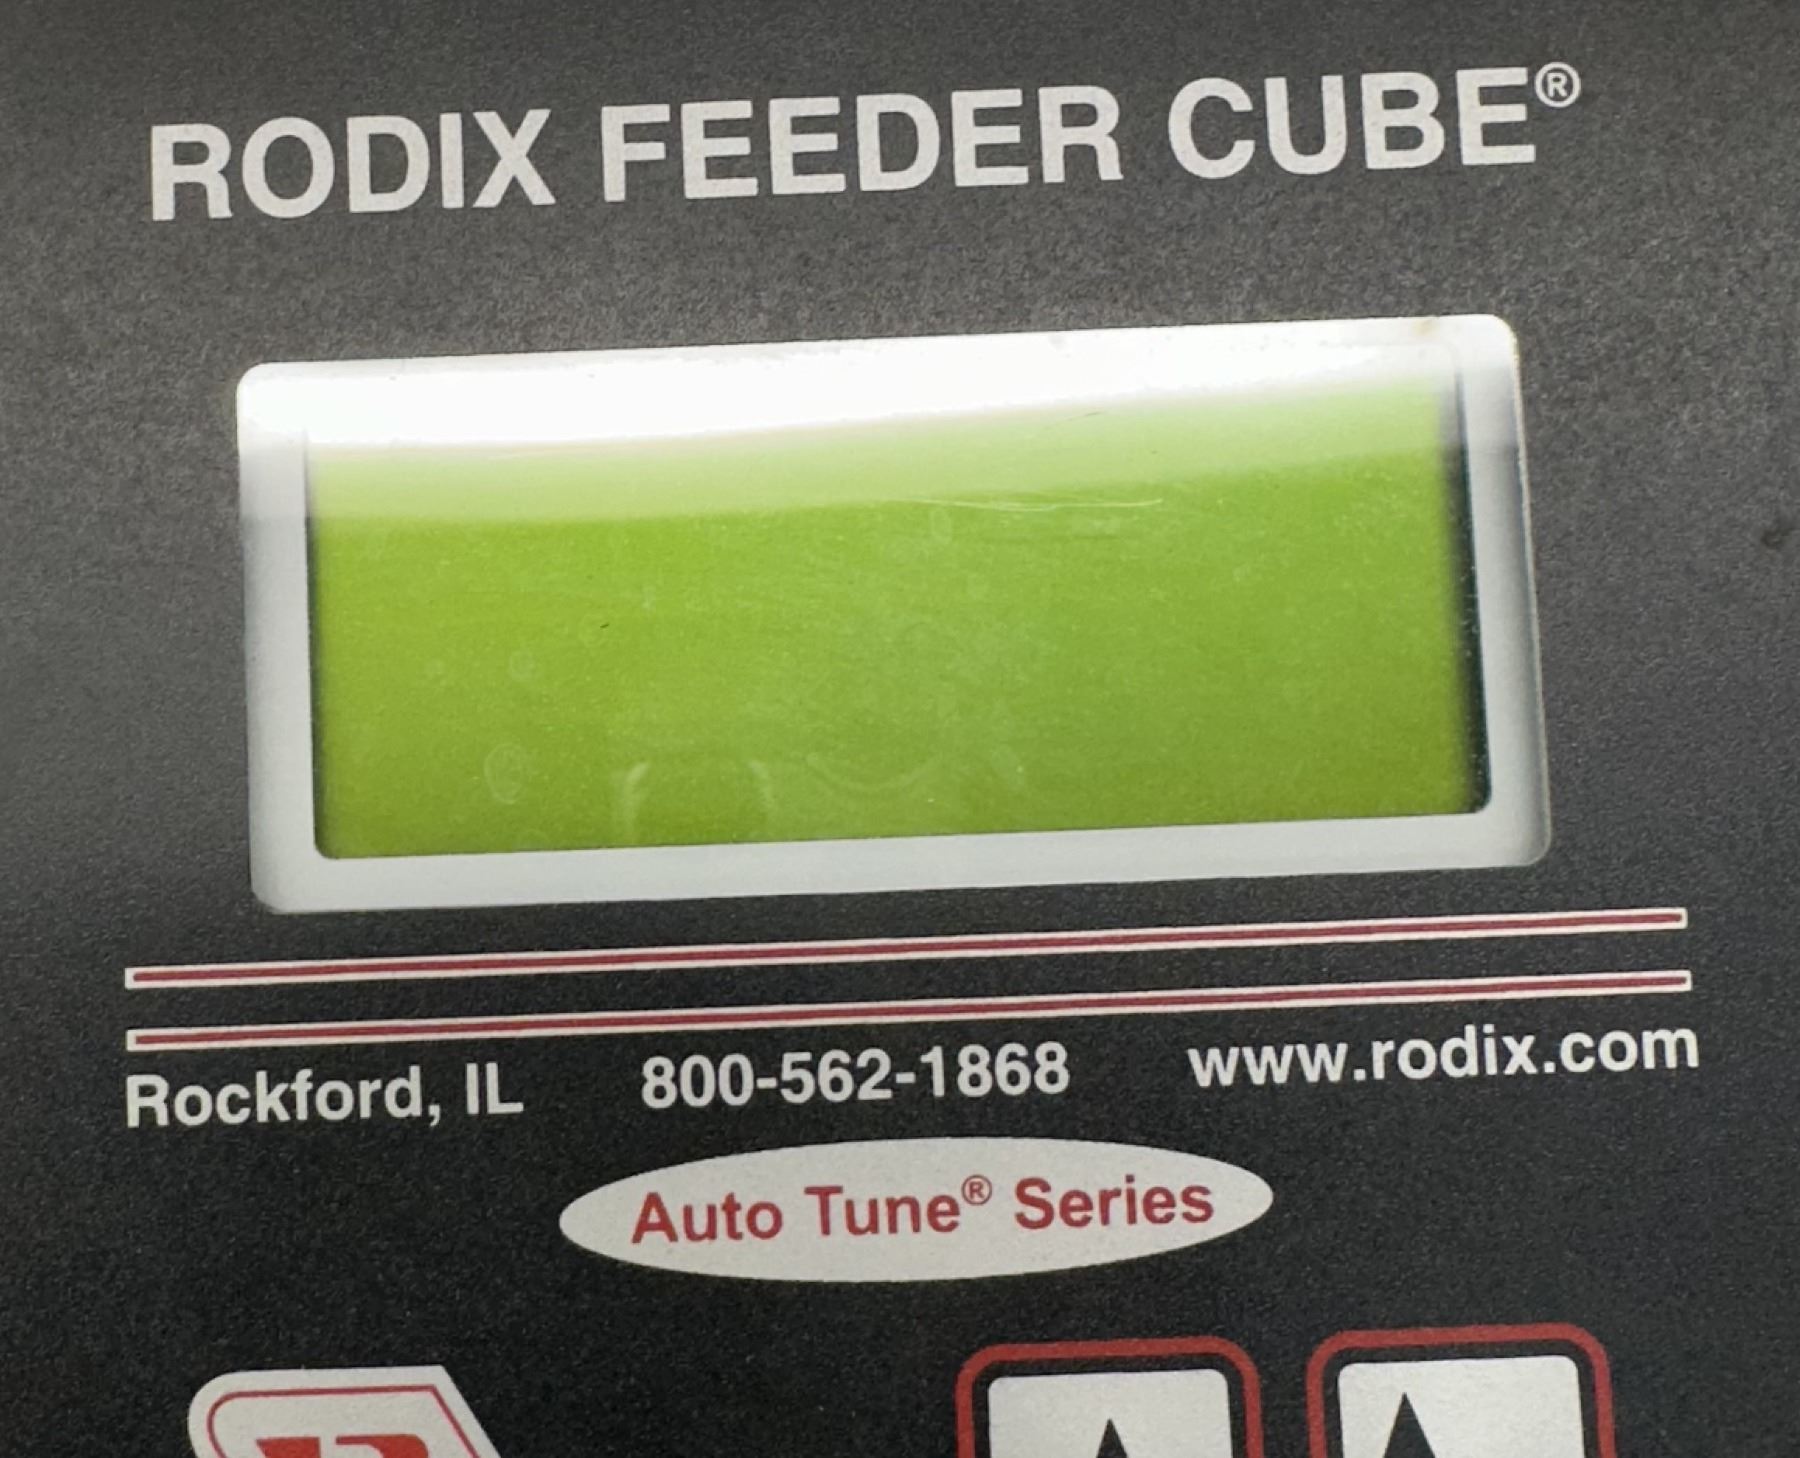 RODIX FEEDER CUBE®
Rockford, IL 800-562-1868 www.rodix.com
Auto Tune® Series